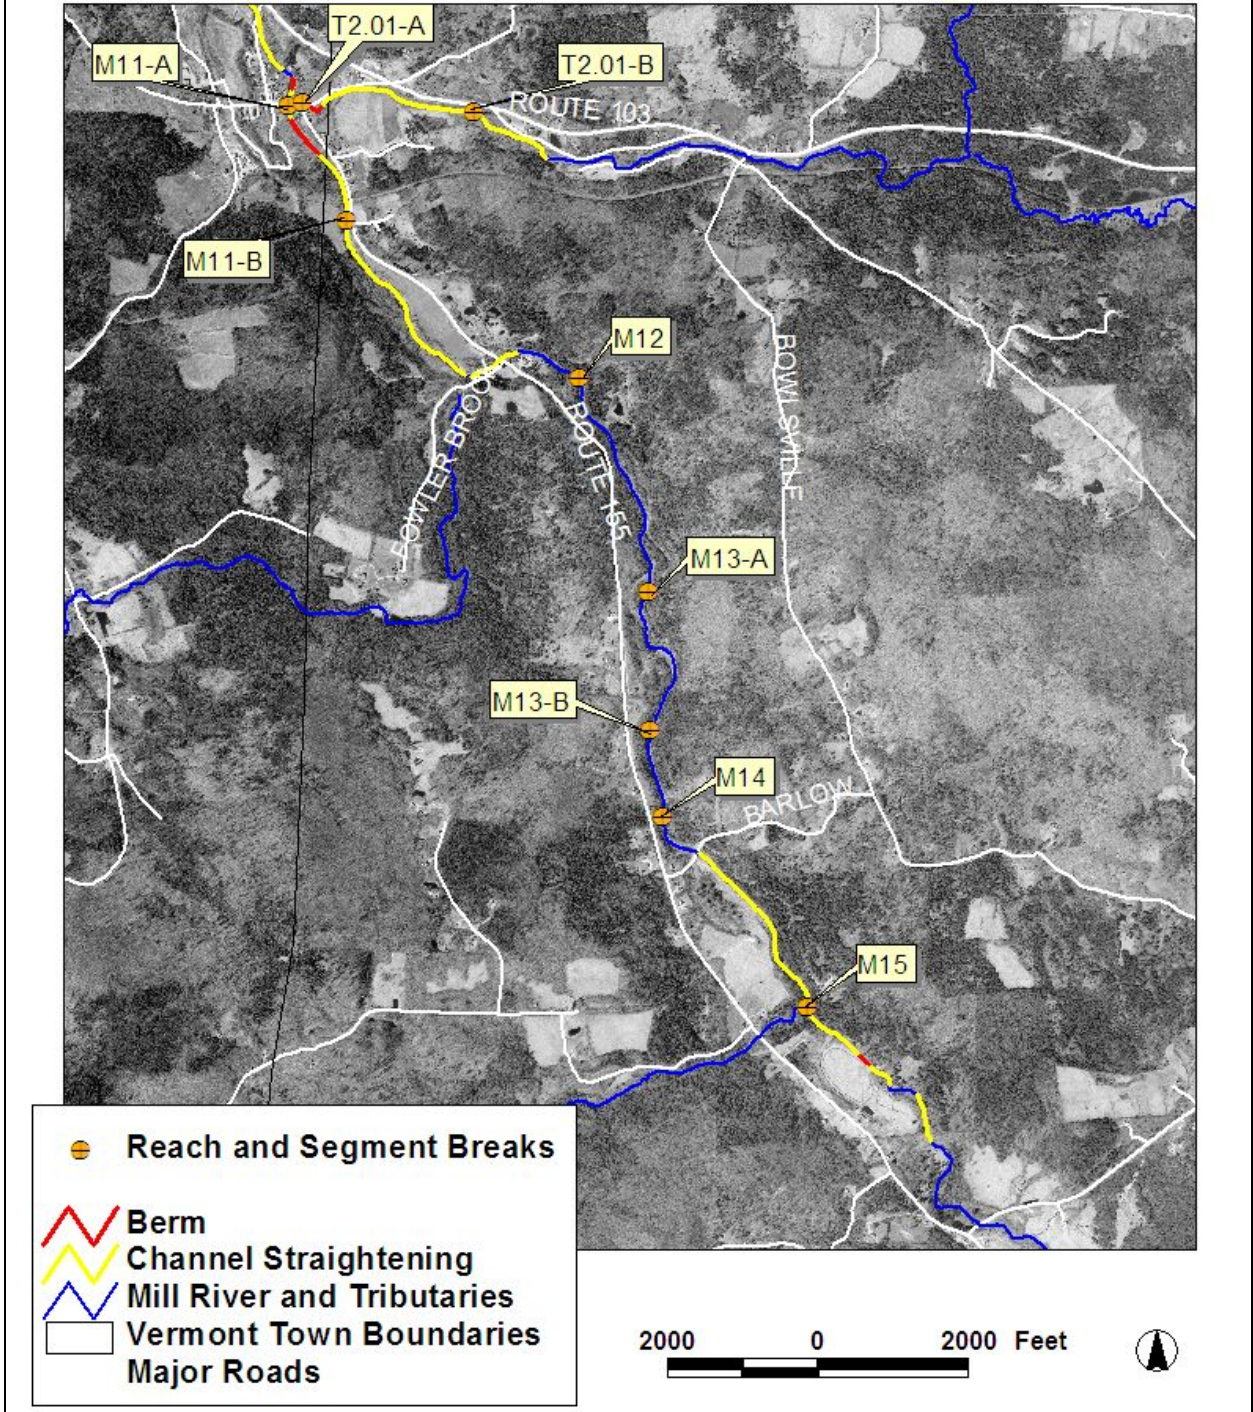 T2.01-A
M11-A
T2.01-B
ROUTE 103
M11-B
M12
BOWLER BROOK
ROUTE 155
BOWLSVILLE
M13-A
M13-B
M14
BARLOW
M15
Reach and Segment Breaks
Berm
Channel Straightening
Mill River and Tributaries
Vermont Town Boundaries
Major Roads
2000 0 2000 Feet